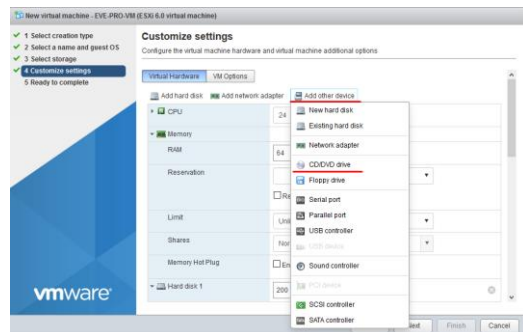 New virtual machine - EVE-PRO-VM (ESXi 6.0 virtual machine)
1 Select creation type
2 Select a name and guest OS
3 Select storage
4 Customize settings
5 Ready to complete
Customize settings
Configure the virtual machine hardware and virtual machine additional options
Virtual Hardware VM Options
Add hard disk Add network adapter Add other device
CPU 24
Memory
RAM 64
Reservation
Re
Limit Unli
Shares Nor
Memory Hot Plug En
Hard disk 1 200
New hard disk
Existing hard disk
Network adapter
CD/DVD drive
Floppy drive
Serial port
Parallel port
USB controller
USB device
Sound controller
PCI device
SCSI controller
SATA controller
vmware
Next Finish Cancel